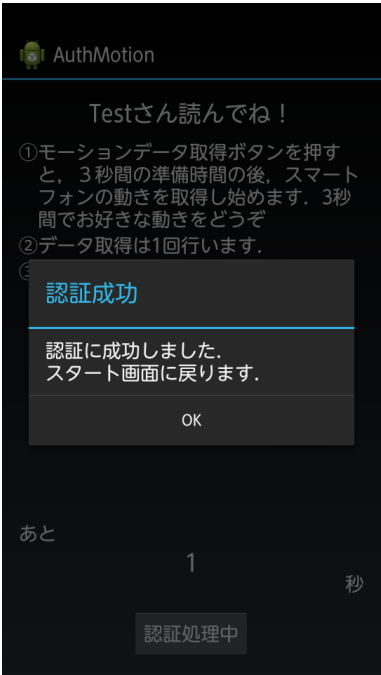 AuthMotion
Testさん読んでね！
①モーションデータ取得ボタンを押す
と，３秒間の準備時間の後，スマート
フォンの動きを取得し始めます．3秒
間でお好きな動きをどうぞ
②データ取得は1回行います．
③
認証成功
認証に成功しました．
スタート画面に戻ります．
OK
あと
1
秒
認証処理中